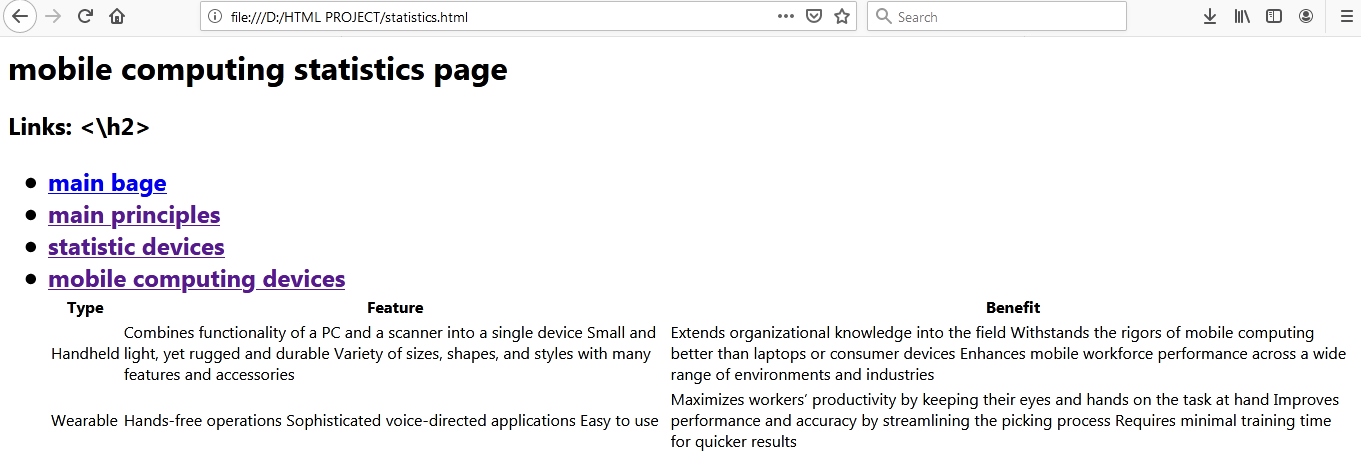 file:///D:/HTML PROJECT/statistics.html
Search
mobile computing statistics page
Links: <\h2>
main bage
main principles
statistic devices
mobile computing devices
Type Feature Benefit
Handheld
Combines functionality of a PC and a scanner into a single device Small and
light, yet rugged and durable Variety of sizes, shapes, and styles with many
features and accessories
Extends organizational knowledge into the field Withstands the rigors of mobile computing
better than laptops or consumer devices Enhances mobile workforce performance across a wide
range of environments and industries
Wearable
Hands-free operations Sophisticated voice-directed applications Easy to use
Maximizes workers’ productivity by keeping their eyes and hands on the task at hand Improves
performance and accuracy by streamlining the picking process Requires minimal training time
for quicker results